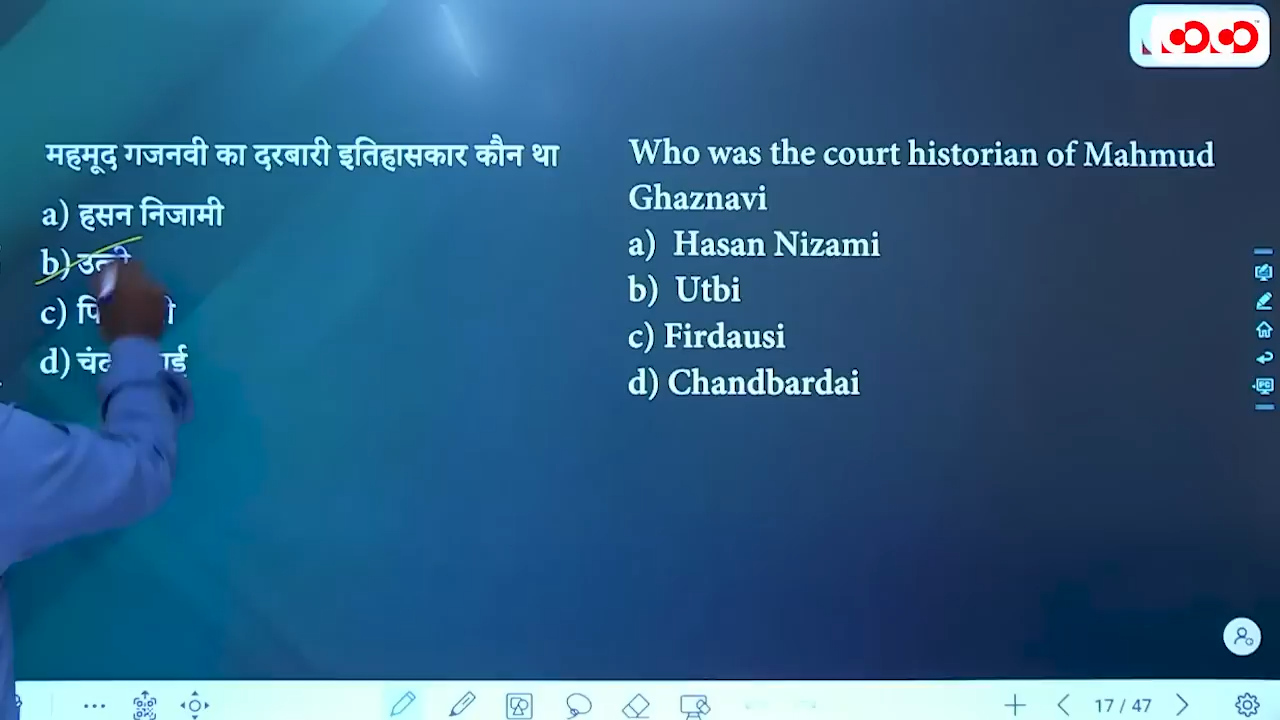 महमूद गजनवी का दरबारी इतिहासकार कौन था
a) हसन निजामी
b)
c)
d)
Who was the court historian of Mahmud
Ghaznavi
a) Hasan Nizami
b) Utbi
c) Firdausi
d) Chandbardai
PC
17 / 47